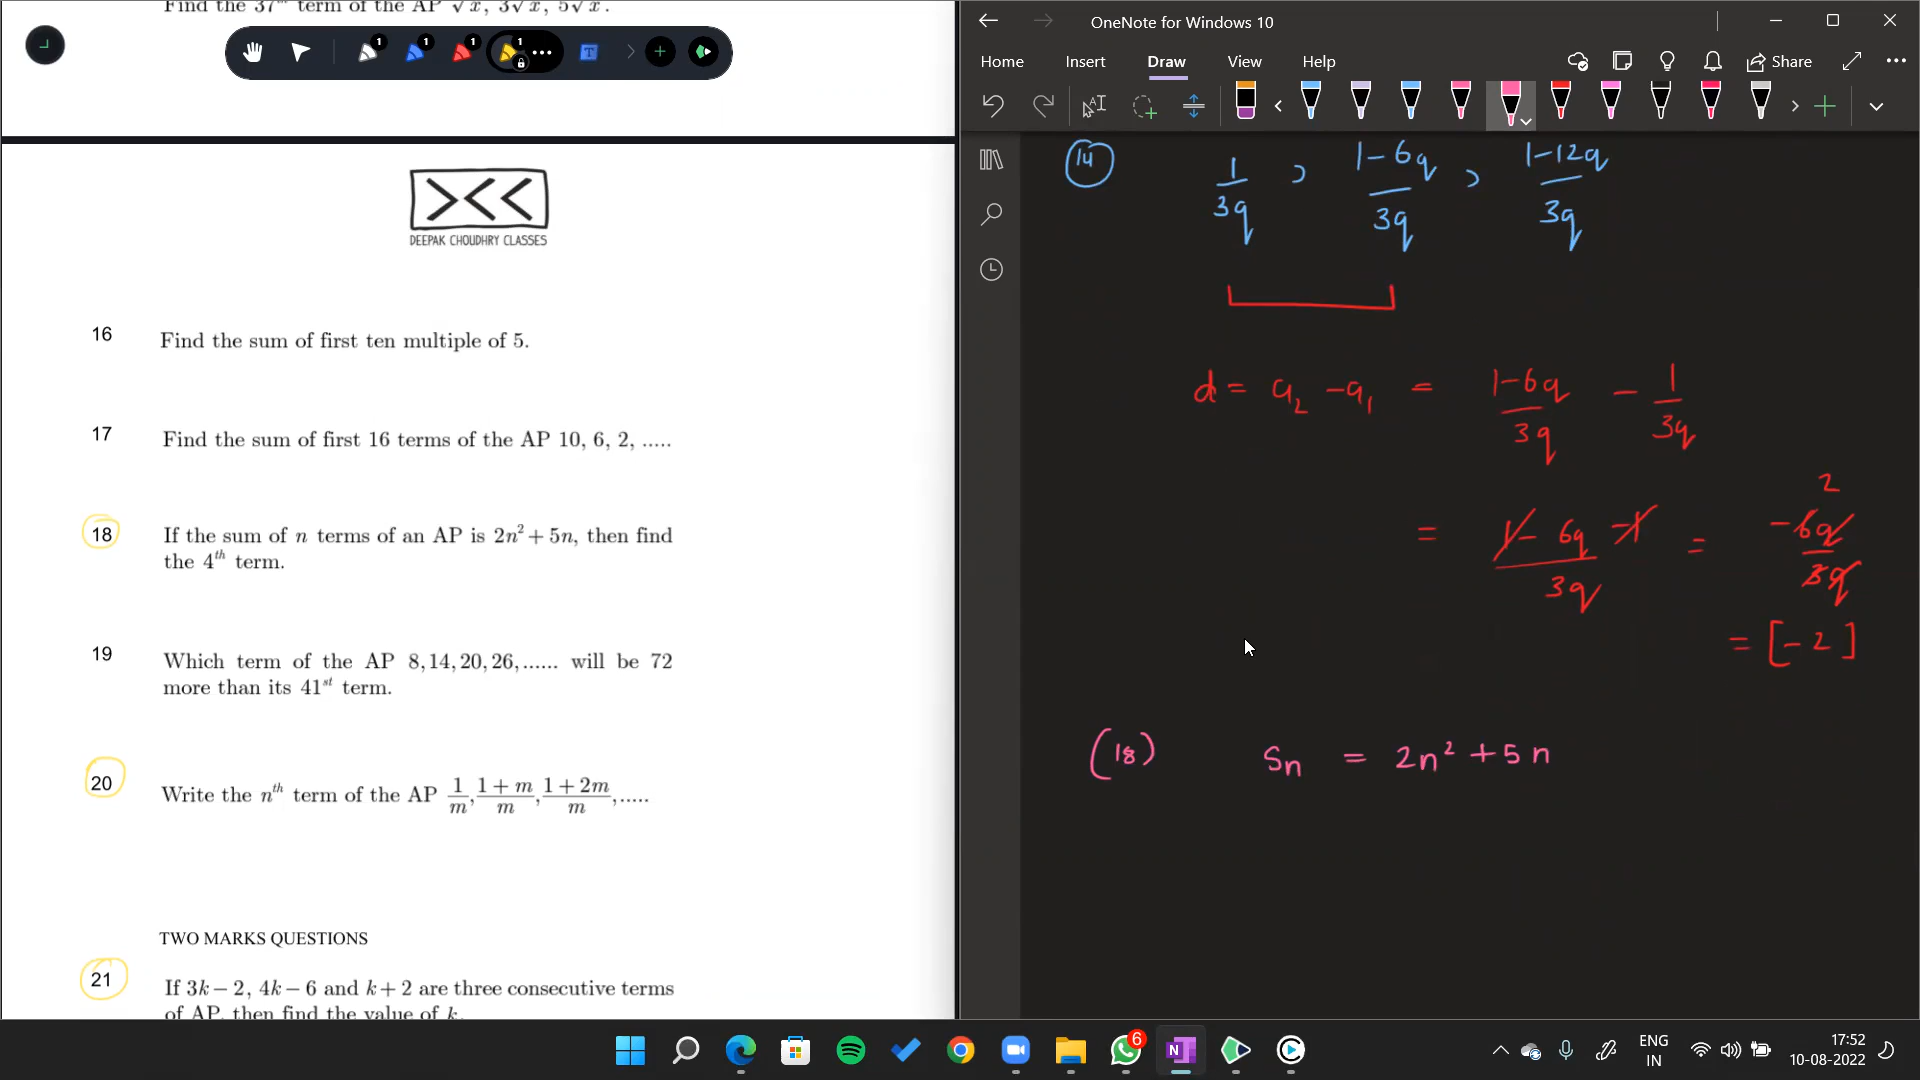 Find the 37th term of the AP √x, 3√x, 5√x.
DEEPAK CHOUDHRY CLASSES
16 Find the sum of first ten multiple of 5.
17 Find the sum of first 16 terms of the AP 10, 6, 2, .....
18 If the sum of n terms of an AP is 2n² + 5n, then find
the 4th term.
19 Which term of the AP 8, 14, 20, 26, ...... will be 72
more than its 41st term.
20 Write the nth term of the AP 1/m, (1 + m)/m, (1 + 2m)/m, .....
TWO MARKS QUESTIONS
21 If 3k − 2, 4k − 6 and k + 2 are three consecutive terms
of AP, then find the value of k.
OneNote for Windows 10
Home Insert Draw View Help Share
14 1/3q , 1-6q/3q , 1-12q/3q
d = a₂ - a₁ = 1-6q/3q - 1/3q
= 1 - 6q - 1/3q = -6q/3q 2
= [-2]
(18) Sn = 2n² + 5n
1 1 1 1
T
6
N
ENG
IN
17:52
10-08-2022